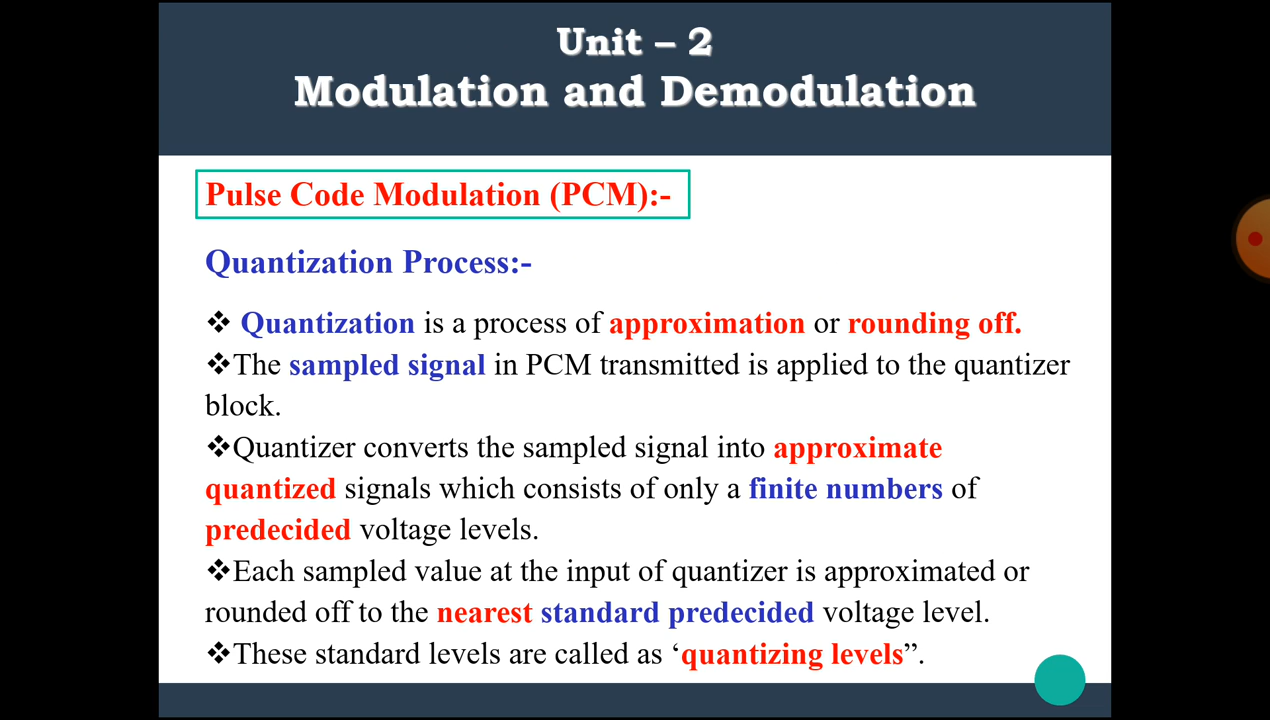 Unit – 2
Modulation and Demodulation
Pulse Code Modulation (PCM):-
Quantization Process:-
❖ Quantization is a process of approximation or rounding off.
❖The sampled signal in PCM transmitted is applied to the quantizer
block.
❖Quantizer converts the sampled signal into approximate
quantized signals which consists of only a finite numbers of
predecided voltage levels.
❖Each sampled value at the input of quantizer is approximated or
rounded off to the nearest standard predecided voltage level.
❖These standard levels are called as ‘quantizing levels”.